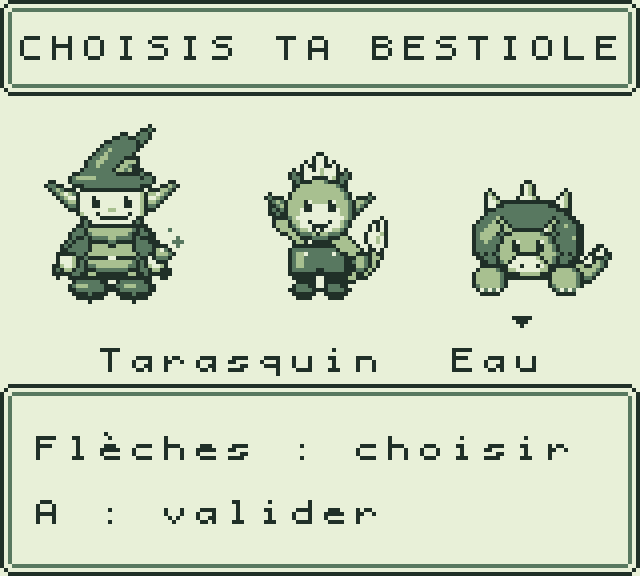 CHOISIS TA BESTIOLE
Tarasquin Eau
Flèches : choisir
A : valider